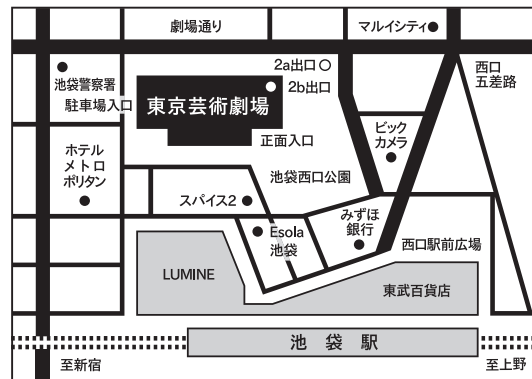 劇場通り
マルイシティ
池袋警察署
駐車場入口
2a出口
2b出口
西口
五差路
東京芸術劇場
正面入口
ビック
カメラ
ホテル
メトロ
ポリタン
池袋西口公園
スパイス2
Esola
池袋
みずほ
銀行
西口駅前広場
LUMINE
東武百貨店
池袋駅
至新宿
至上野